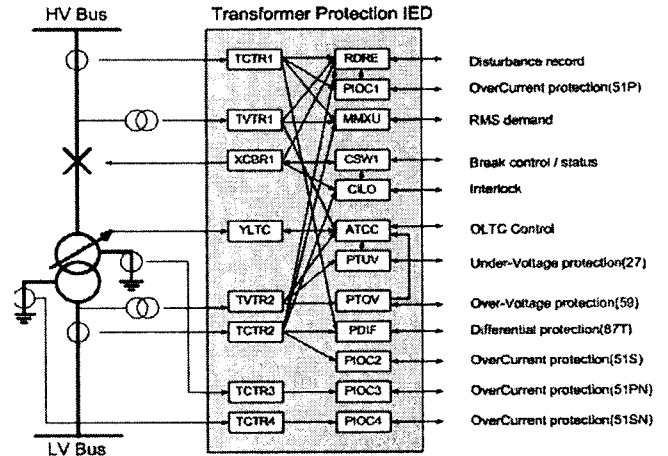 HV Bus
Transformer Protection IED
TCTR1
RDRE
Disturbance record
PIOC1
OverCurrent protection(51P)
TVTR1
MMXU
RMS demand
XCBR1
CSW1
Break control / status
CILO
Interlock
YLTC
ATCC
OLTC Control
PTUV
Under-Voltage protection(27)
TVTR2
PTOV
Over-Voltage protection(59)
TCTR2
PDIF
Differential protection(87T)
PIOC2
OverCurrent protection(51S)
TCTR3
PIOC3
OverCurrent protection(51PN)
TCTR4
PIOC4
OverCurrent protection(51SN)
LV Bus